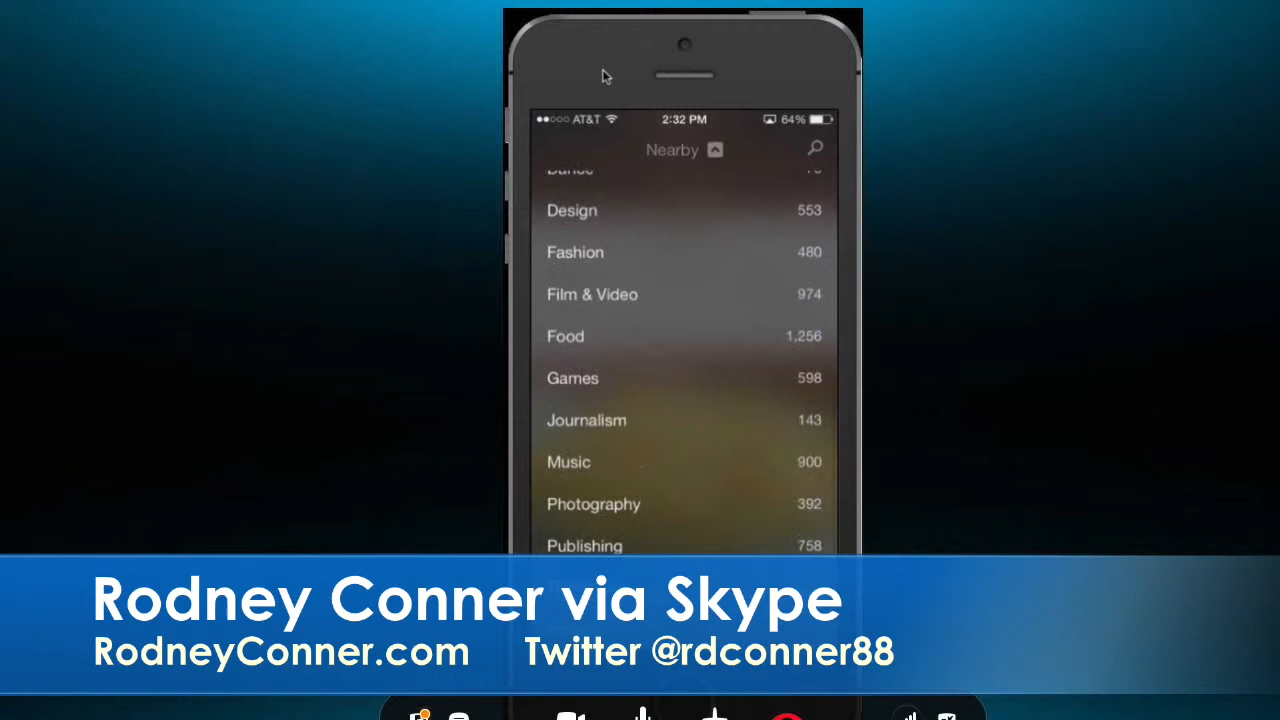 AT&T 2:32 PM 64%
Nearby
Design 553
Fashion 480
Film & Video 974
Food 1,256
Games 598
Journalism 143
Music 900
Photography 392
Publishing 758
Rodney Conner via Skype
RodneyConner.com Twitter @rdconner88